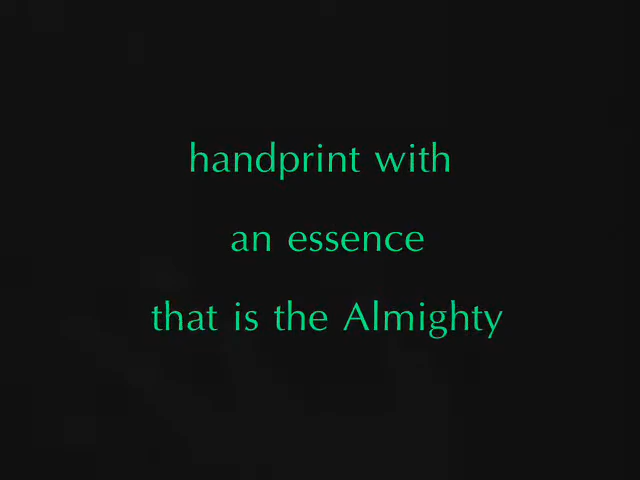 handprint with
an essence
that is the Almighty